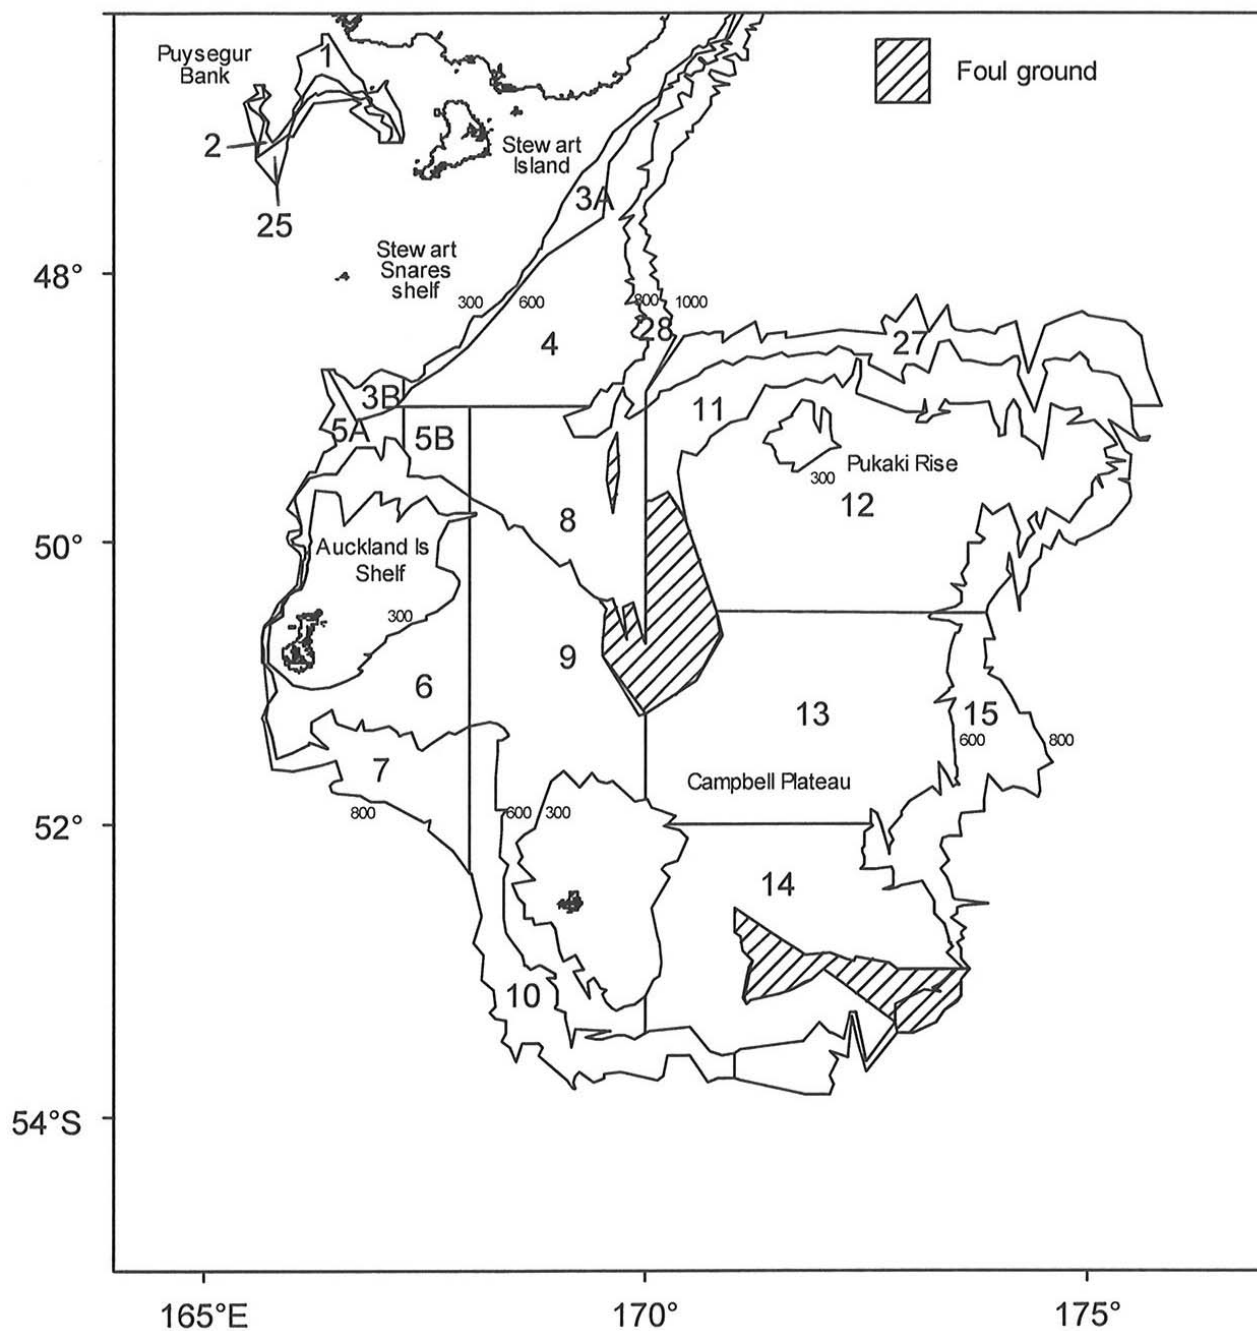 Puysegur
Bank
1
Foul ground
2
Stew art
Island
25
3A
Stew art
Snares
shelf
48°
300
600
800
1000
28
4
27
3B
11
5A
5B
Pukaki Rise
300
12
8
50°
Auckland Is
Shelf
300
9
6
13
15
600
800
7
Campbell Plateau
800
600
300
52°
14
10
54°S
165°E
170°
175°